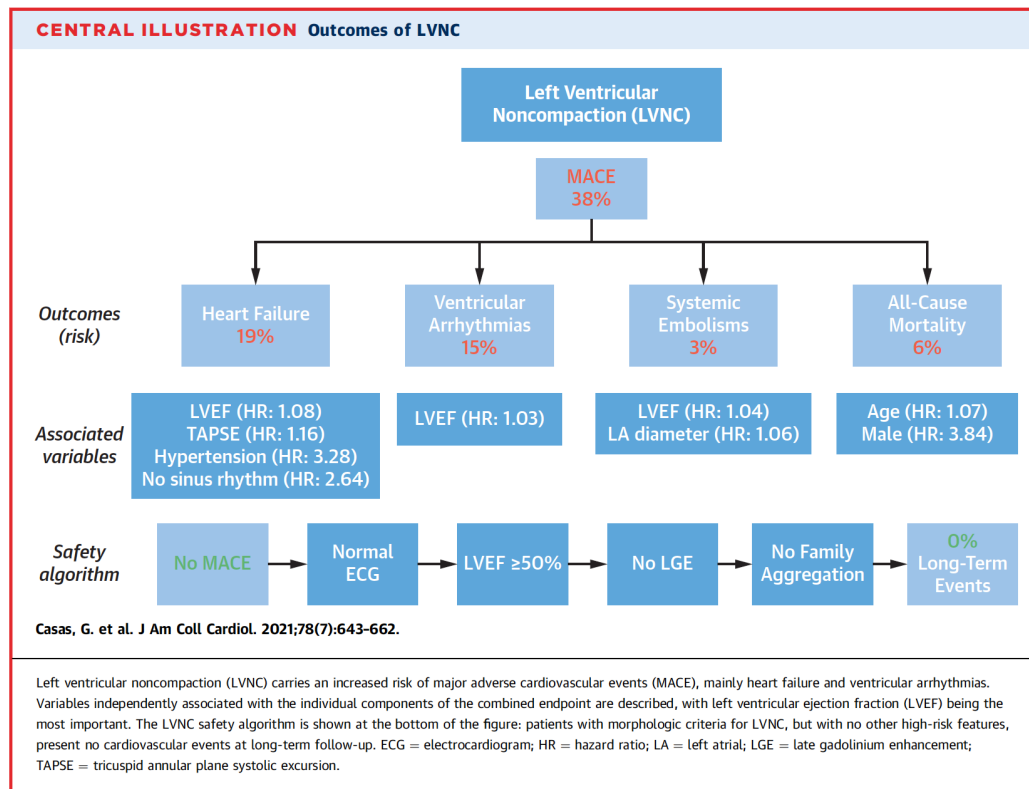 CENTRAL ILLUSTRATION Outcomes of LVNC
Left Ventricular
Noncompaction (LVNC)
MACE
38%
Outcomes
(risk)
Heart Failure
19%
Ventricular
Arrhythmias
15%
Systemic
Embolisms
3%
All-Cause
Mortality
6%
Associated
variables
LVEF (HR: 1.08)
TAPSE (HR: 1.16)
Hypertension (HR: 3.28)
No sinus rhythm (HR: 2.64)
LVEF (HR: 1.03)
LVEF (HR: 1.04)
LA diameter (HR: 1.06)
Age (HR: 1.07)
Male (HR: 3.84)
Safety
algorithm
No MACE
Normal
ECG
LVEF ≥50%
No LGE
No Family
Aggregation
0%
Long-Term
Events
Casas, G. et al. J Am Coll Cardiol. 2021;78(7):643-662.
Left ventricular noncompaction (LVNC) carries an increased risk of major adverse cardiovascular events (MACE), mainly heart failure and ventricular arrhythmias.
Variables independently associated with the individual components of the combined endpoint are described, with left ventricular ejection fraction (LVEF) being the
most important. The LVNC safety algorithm is shown at the bottom of the figure: patients with morphologic criteria for LVNC, but with no other high-risk features,
present no cardiovascular events at long-term follow-up. ECG = electrocardiogram; HR = hazard ratio; LA = left atrial; LGE = late gadolinium enhancement;
TAPSE = tricuspid annular plane systolic excursion.